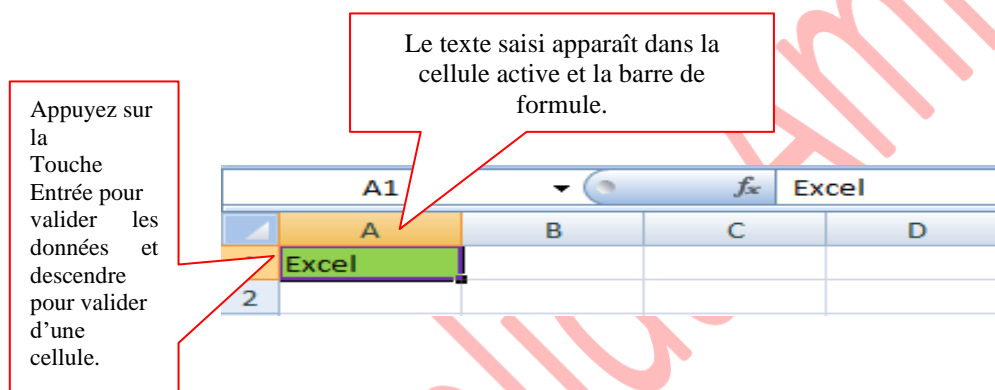 Le texte saisi apparaît dans la
cellule active et la barre de
formule.
Appuyez sur
la
Touche
Entrée pour
valider les
données et
descendre
pour valider
d'une
cellule.
A1 fx Excel
A B C D
Excel
2